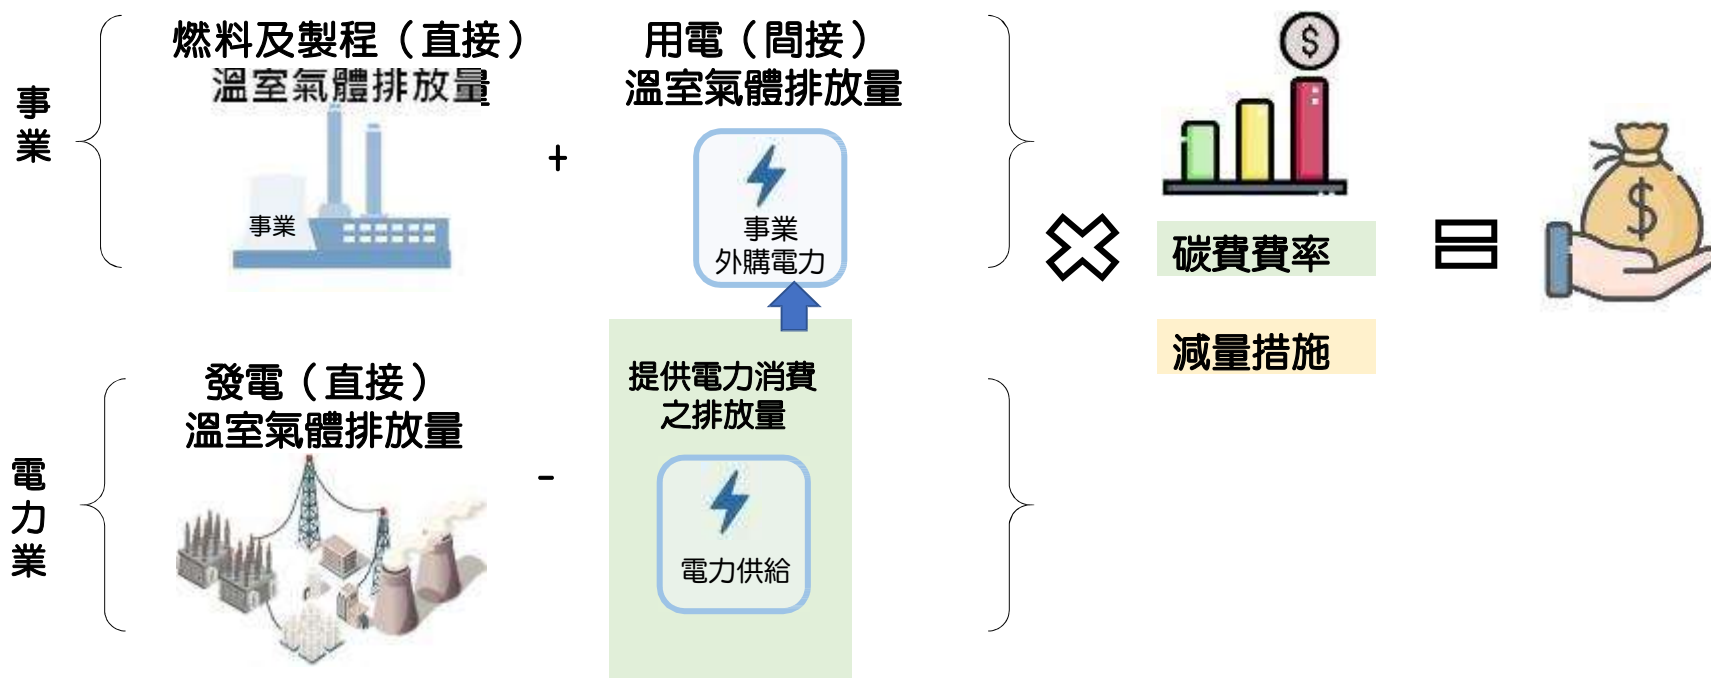 事業
燃料及製程（直接）
溫室氣體排放量
事業
+
用電（間接）
溫室氣體排放量
事業
外購電力
$
碳費費率
減量措施
$
電力業
發電（直接）
溫室氣體排放量
-
提供電力消費
之排放量
電力供給